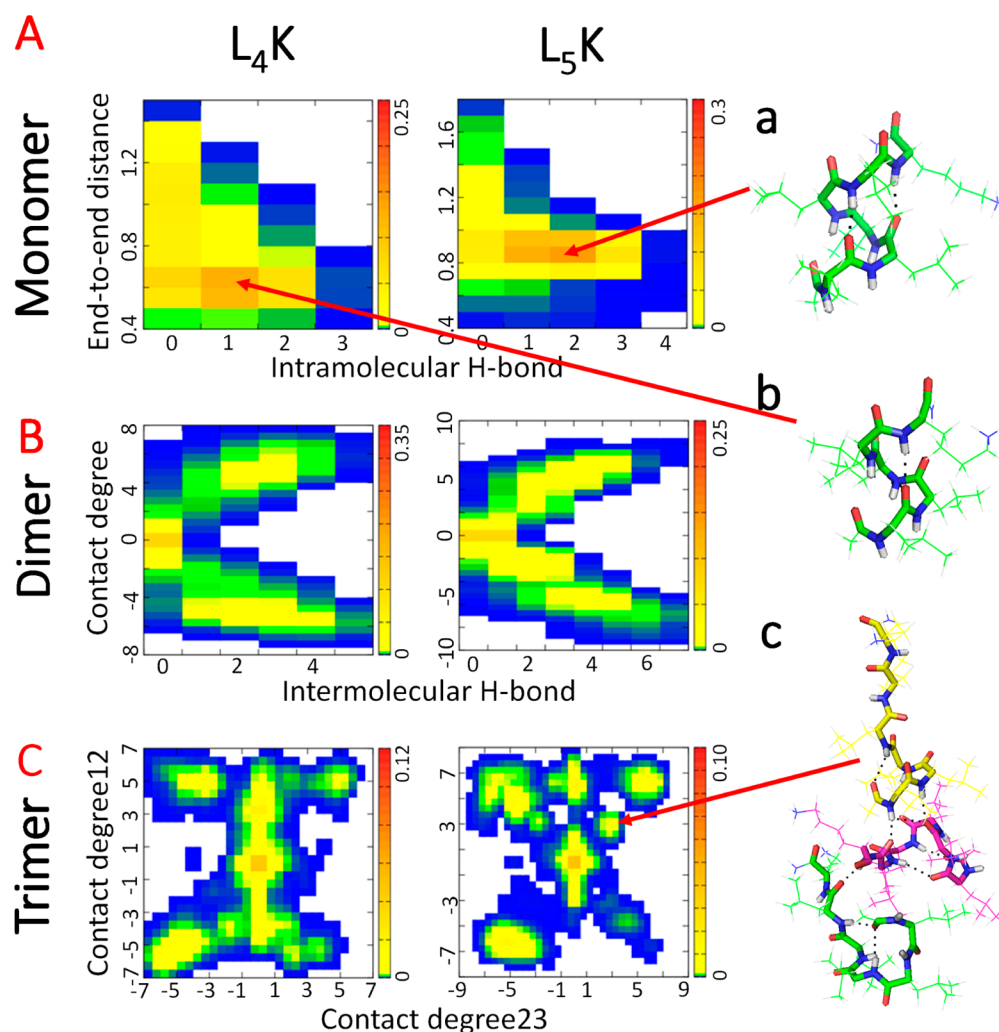 A
L4K
L5K
Monomer
End-to-end distance
0.4 0.8 1.2
0 1 2 3
0 0.25
0.4 0.8 1.2 1.6
0 1 2 3 4
0 0.3
Intramolecular H-bond
a
b
B
Dimer
Contact degree
-8 -4 0 4 8
0 2 4
0 0.35
-10 -5 0 5 10
0 2 4 6
0 0.25
Intermolecular H-bond
c
C
Trimer
Contact degree12
-7 -5 -3 -1 1 3 5 7
-7 -5 -3 -1 1 3 5 7
0 0.12
-7 -3 3 7
-9 -5 -1 1 5 9
0 0.10
Contact degree23